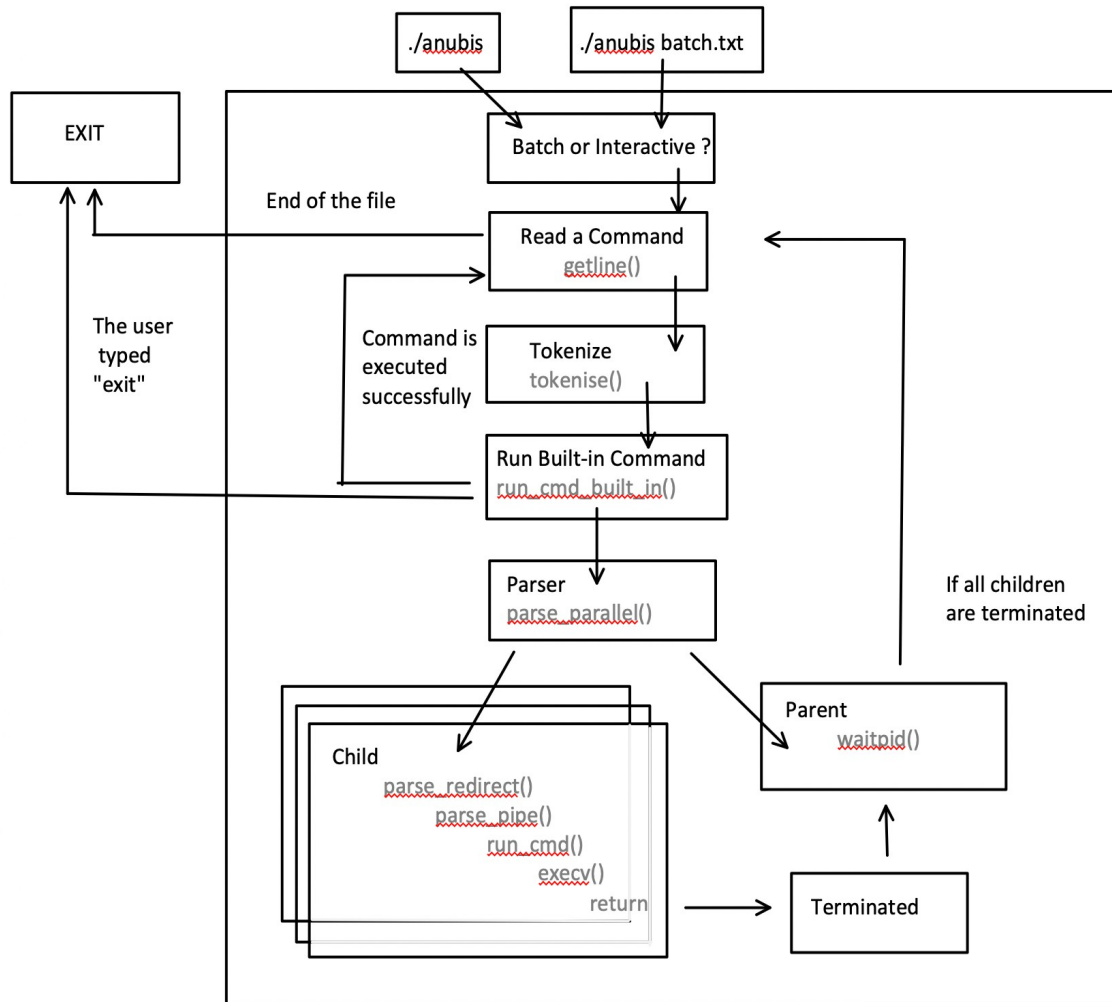 ./anubis
./anubis batch.txt
EXIT
Batch or Interactive ?
End of the file
Read a Command
getline()
The user
typed
"exit"
Command is
executed
successfully
Tokenize
tokenise()
Run Built-in Command
run_cmd_built_in()
Parser
parse_parallel()
If all children
are terminated
Parent
waitpid()
Child
parse_redirect()
parse_pipe()
run_cmd()
execv()
return
Terminated